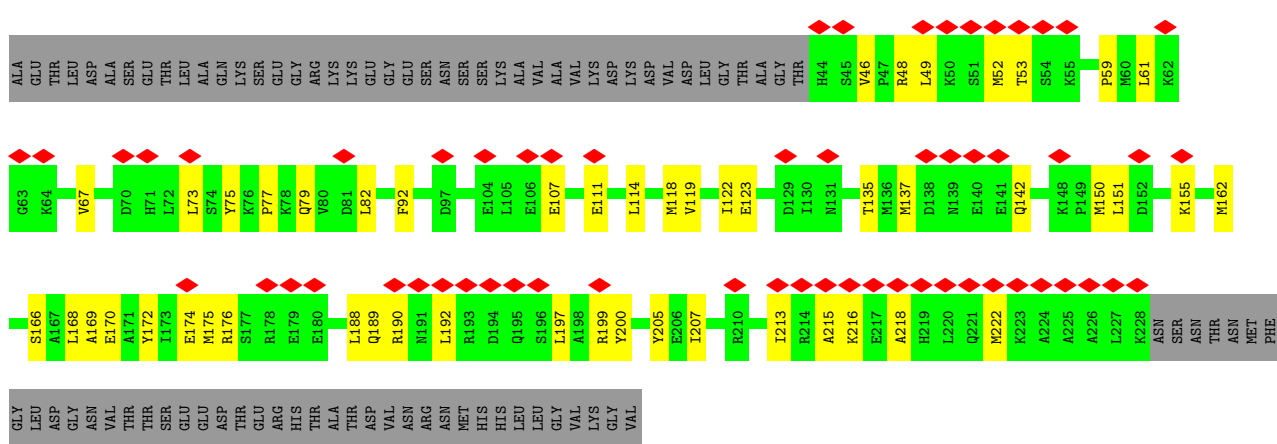 ALA GLU THR LEU ASP ALA SER GLU THR LEU ALA GLN LYS SER GLU GLY ARG LYS LYS GLU GLY GLU SER ASN SER SER LYS ALA VAL ALA VAL LYS ASP LYS ASP VAL ASP LEU GLY THR ALA GLY THR H44 S45 V46 P47 R48 L49 K50 S51 M52 T53 S54 K55 P59 M60 L61 K62
G63 K64 V67 D70 H71 L72 L73 S74 Y75 K76 P77 K78 Q79 V80 D81 L82 F92 D97 E104 L105 E106 E107 E111 L114 M118 V119 I122 E123 D129 I130 N131 T135 M136 M137 D138 N139 E140 E141 Q142 K148 P149 M150 L151 D152 K155 M162
S166 A167 L168 A169 E170 A171 Y172 I173 E174 M175 R176 S177 R178 E179 E180 L188 Q189 R190 N191 L192 R193 D194 Q195 S196 L197 A198 R199 Y200 Y205 E206 I207 R210 I213 R214 A215 K216 E217 A218 H219 L220 Q221 M222 K223 A224 A225 A226 L227 K228 ASN SER ASN THR ASN MET PHE
GLY LEU ASP GLY ASN VAL THR THR SER GLU GLU ASP THR GLU ARG HIS THR ALA THR ASP VAL ASN ARG ASN MET HIS HIS LEU LEU GLY VAL LYS GLY VAL